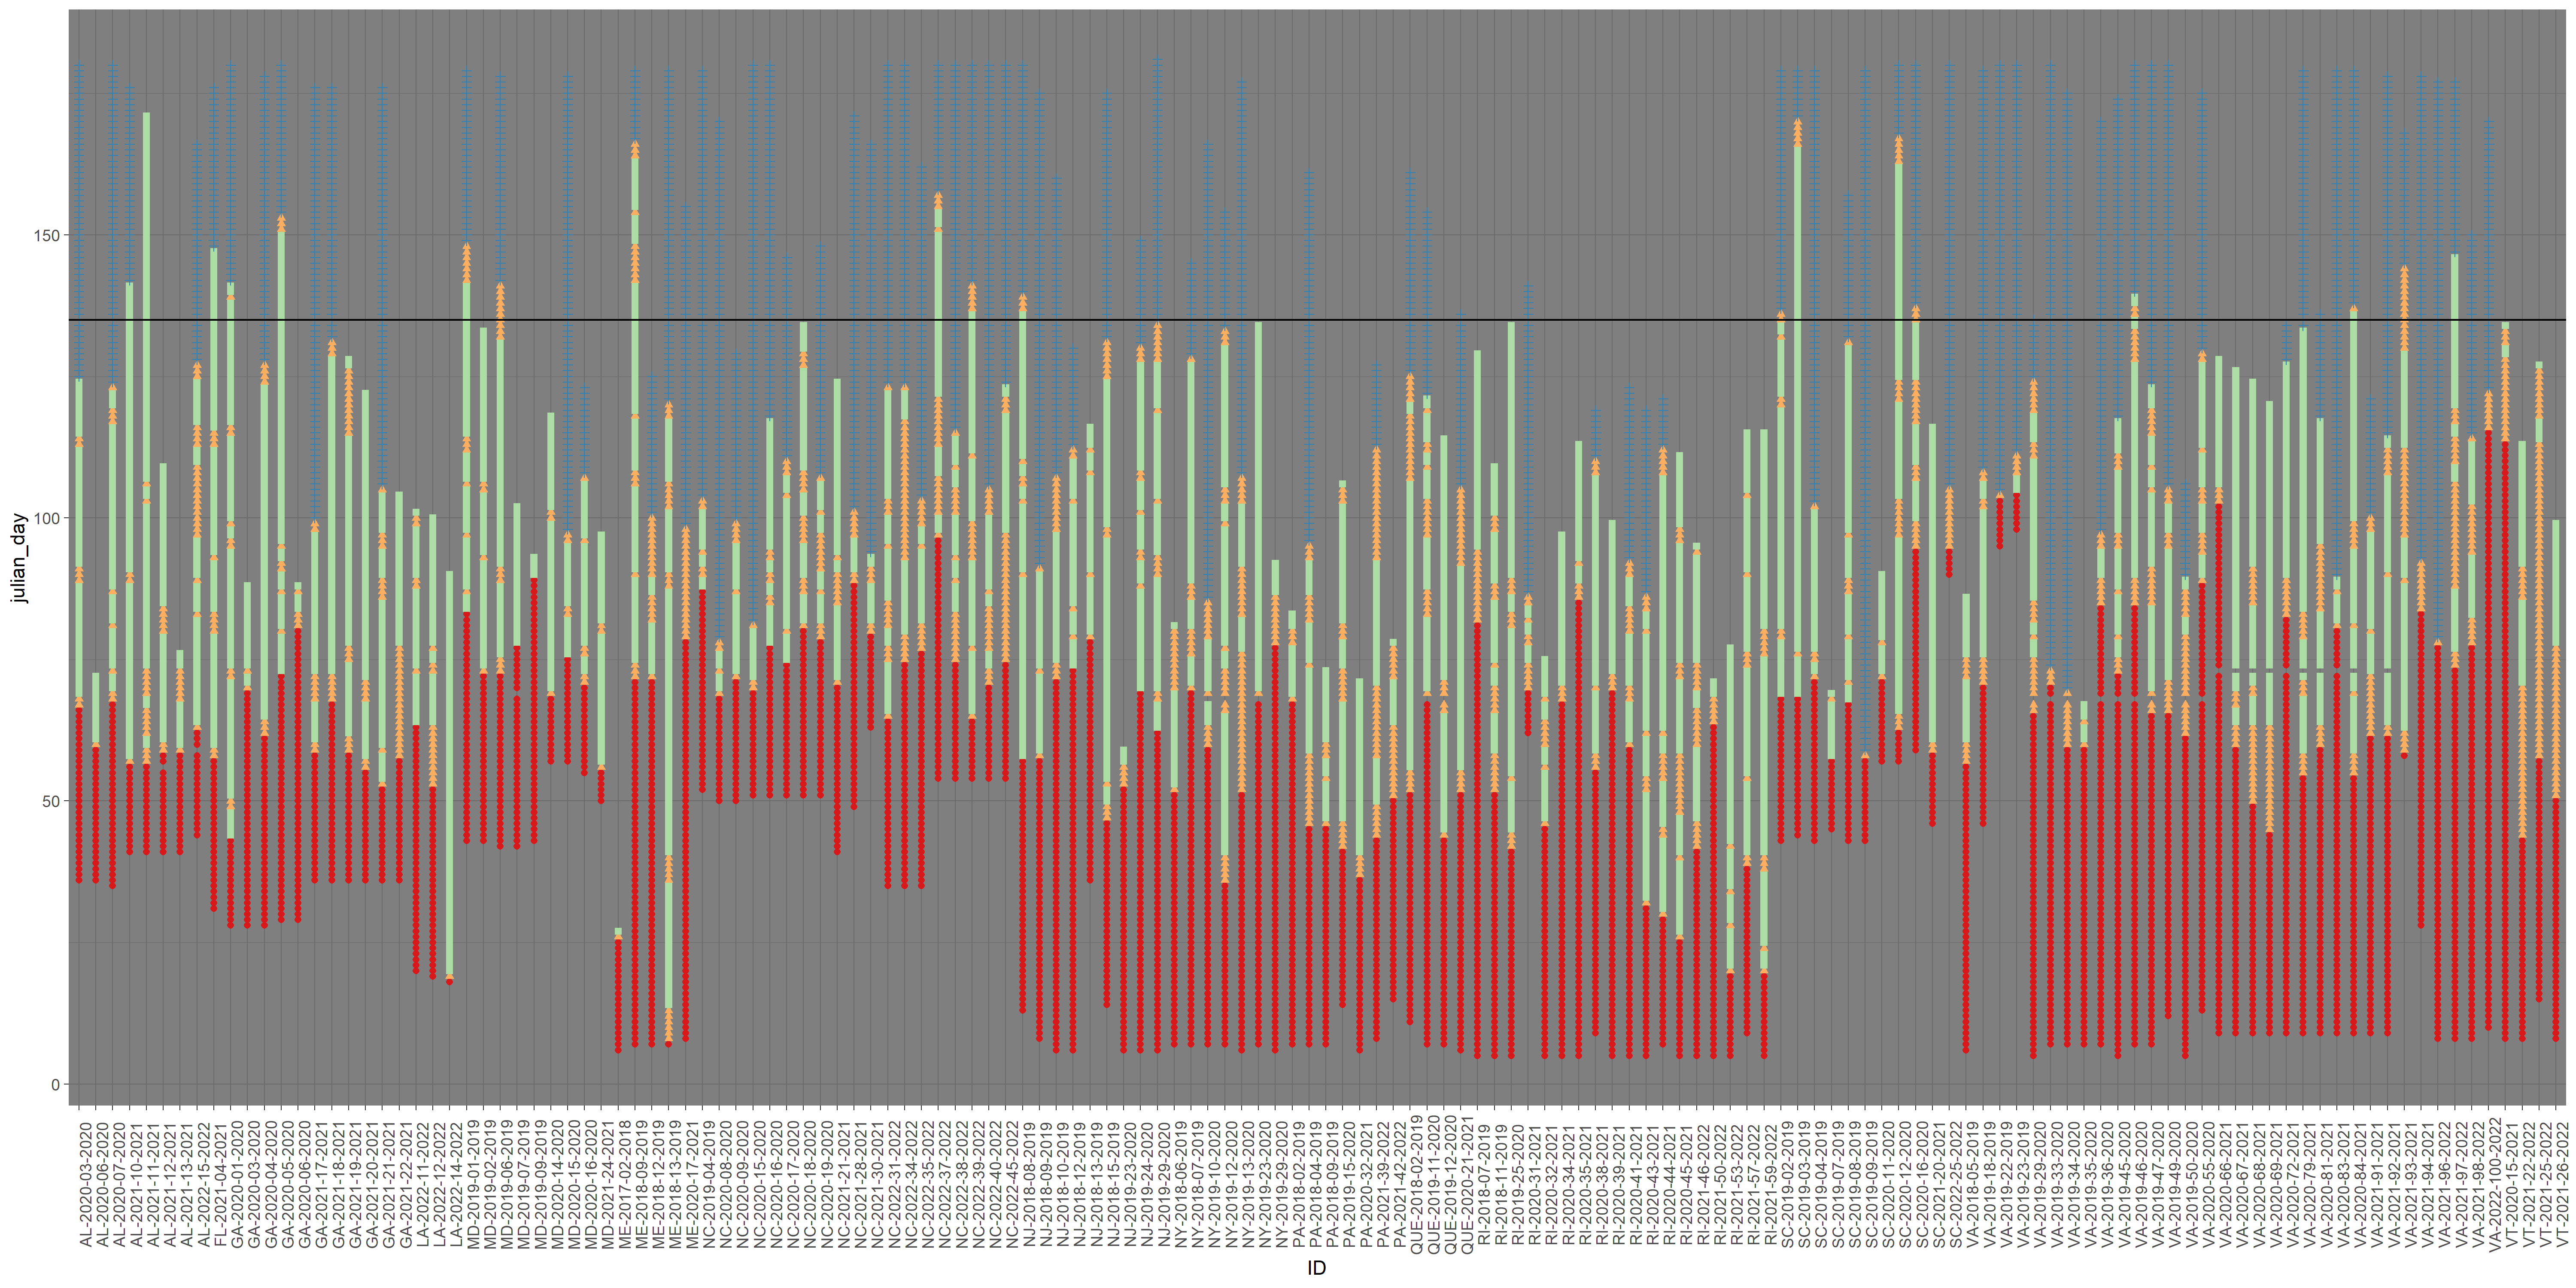 julian_day
150
100
50
0
AL-2020-03-2020
AL-2020-06-2020
AL-2020-07-2020
AL-2021-10-2021
AL-2021-11-2021
AL-2021-12-2021
AL-2021-13-2021
AL-2022-15-2022
FL-2021-04-2021
GA-2020-01-2020
GA-2020-03-2020
GA-2020-04-2020
GA-2020-05-2020
GA-2020-06-2020
GA-2021-17-2021
GA-2021-18-2021
GA-2021-19-2021
GA-2021-20-2021
GA-2021-21-2021
GA-2021-22-2021
LA-2022-11-2022
LA-2022-12-2022
LA-2022-14-2022
MD-2019-01-2019
MD-2019-02-2019
MD-2019-06-2019
MD-2019-07-2019
MD-2019-09-2019
MD-2020-14-2020
MD-2020-15-2020
MD-2020-16-2020
MD-2021-24-2021
ME-2017-02-2018
ME-2018-09-2019
ME-2018-12-2019
ME-2018-13-2019
ME-2020-17-2021
NC-2019-04-2019
NC-2020-08-2020
NC-2020-09-2020
NC-2020-15-2020
NC-2020-16-2020
NC-2020-17-2020
NC-2020-18-2020
NC-2020-19-2020
NC-2021-21-2021
NC-2021-28-2021
NC-2021-30-2021
NC-2022-31-2022
NC-2022-34-2022
NC-2022-35-2022
NC-2022-37-2022
NC-2022-38-2022
NC-2022-39-2022
NC-2022-40-2022
NC-2022-45-2022
NJ-2018-08-2019
NJ-2018-09-2019
NJ-2018-10-2019
NJ-2018-12-2019
NJ-2018-13-2019
NJ-2018-15-2019
NJ-2019-23-2020
NJ-2019-24-2020
NJ-2019-29-2020
NY-2018-06-2019
NY-2018-07-2019
NY-2019-10-2020
NY-2019-12-2020
NY-2019-13-2020
NY-2019-23-2020
NY-2019-29-2020
PA-2018-02-2019
PA-2018-04-2019
PA-2018-09-2019
PA-2019-15-2020
PA-2020-32-2021
PA-2021-39-2022
PA-2021-42-2022
QUE-2018-02-2019
QUE-2019-11-2020
QUE-2019-12-2020
QUE-2020-21-2021
RI-2018-07-2019
RI-2018-11-2019
RI-2019-25-2020
RI-2020-31-2021
RI-2020-32-2021
RI-2020-34-2021
RI-2020-35-2021
RI-2020-38-2021
RI-2020-39-2021
RI-2020-41-2021
RI-2020-43-2021
RI-2020-44-2021
RI-2020-45-2021
RI-2021-46-2022
RI-2021-50-2022
RI-2021-53-2022
RI-2021-57-2022
RI-2021-59-2022
SC-2019-02-2019
SC-2019-03-2019
SC-2019-04-2019
SC-2019-07-2019
SC-2019-08-2019
SC-2019-09-2019
SC-2020-11-2020
SC-2020-12-2020
SC-2020-16-2020
SC-2021-20-2021
SC-2022-25-2022
VA-2018-05-2019
VA-2019-18-2019
VA-2019-22-2019
VA-2019-23-2019
VA-2019-29-2020
VA-2019-33-2020
VA-2019-34-2020
VA-2019-35-2020
VA-2019-36-2020
VA-2019-45-2020
VA-2019-46-2020
VA-2019-47-2020
VA-2019-49-2020
VA-2019-50-2020
VA-2020-55-2020
VA-2020-66-2021
VA-2020-67-2021
VA-2020-68-2021
VA-2020-69-2021
VA-2020-72-2021
VA-2020-79-2021
VA-2020-81-2021
VA-2020-83-2021
VA-2020-84-2021
VA-2021-91-2021
VA-2021-92-2021
VA-2021-93-2021
VA-2021-94-2021
VA-2021-96-2022
VA-2021-97-2022
VA-2021-98-2022
VA-2022-100-2022
VT-2020-15-2021
VT-2021-22-2022
VT-2021-25-2022
VT-2021-26-2022
ID